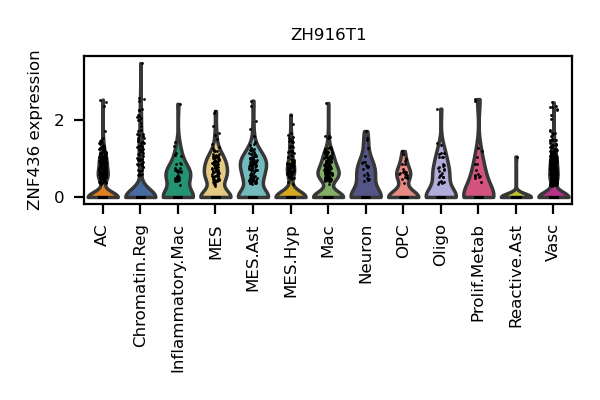 ZH916T1
ZNF436 expression
2
0
AC
Chromatin.Reg
Inflammatory.Mac
MES
MES.Ast
MES.Hyp
Mac
Neuron
OPC
Oligo
Prolif.Metab
Reactive.Ast
Vasc